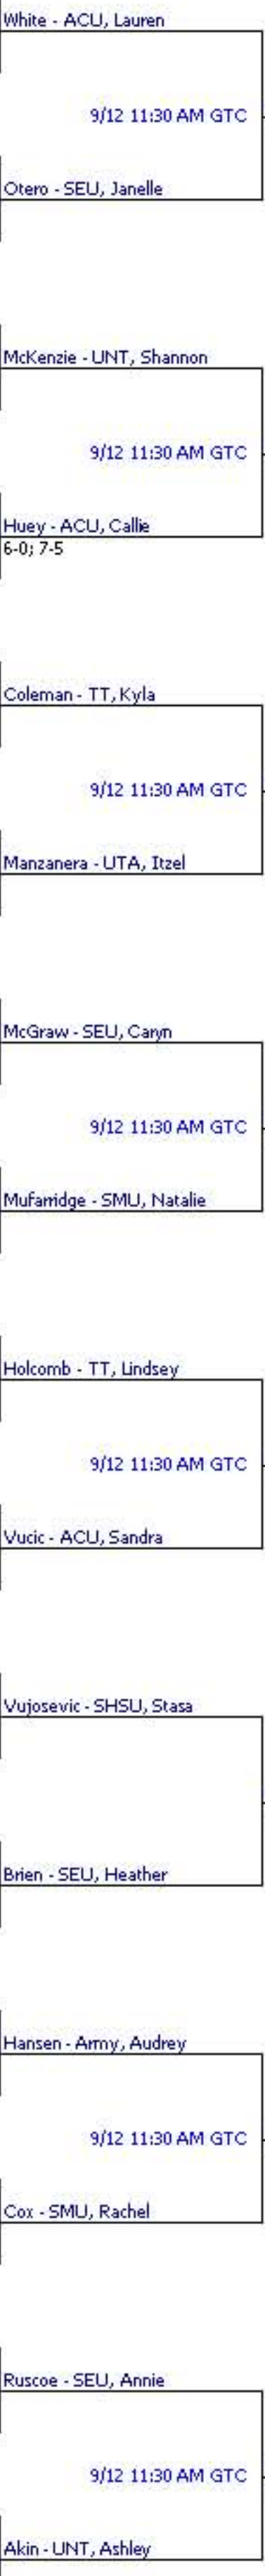 White - ACU, Lauren
9/12 11:30 AM GTC
Otero - SEU, Janelle
McKenzie - UNT, Shannon
9/12 11:30 AM GTC
Huey - ACU, Callie
6-0; 7-5
Coleman - TT, Kyla
9/12 11:30 AM GTC
Manzanera - UTA, Itzel
McGraw - SEU, Caryn
9/12 11:30 AM GTC
Mufarridge - SMU, Natalie
Holcomb - TT, Lindsey
9/12 11:30 AM GTC
Vucic - ACU, Sandra
Vujosevic - SHSU, Stasa
Brien - SEU, Heather
Hansen - Army, Audrey
9/12 11:30 AM GTC
Cox - SMU, Rachel
Ruscoe - SEU, Annie
9/12 11:30 AM GTC
Akin - UNT, Ashley